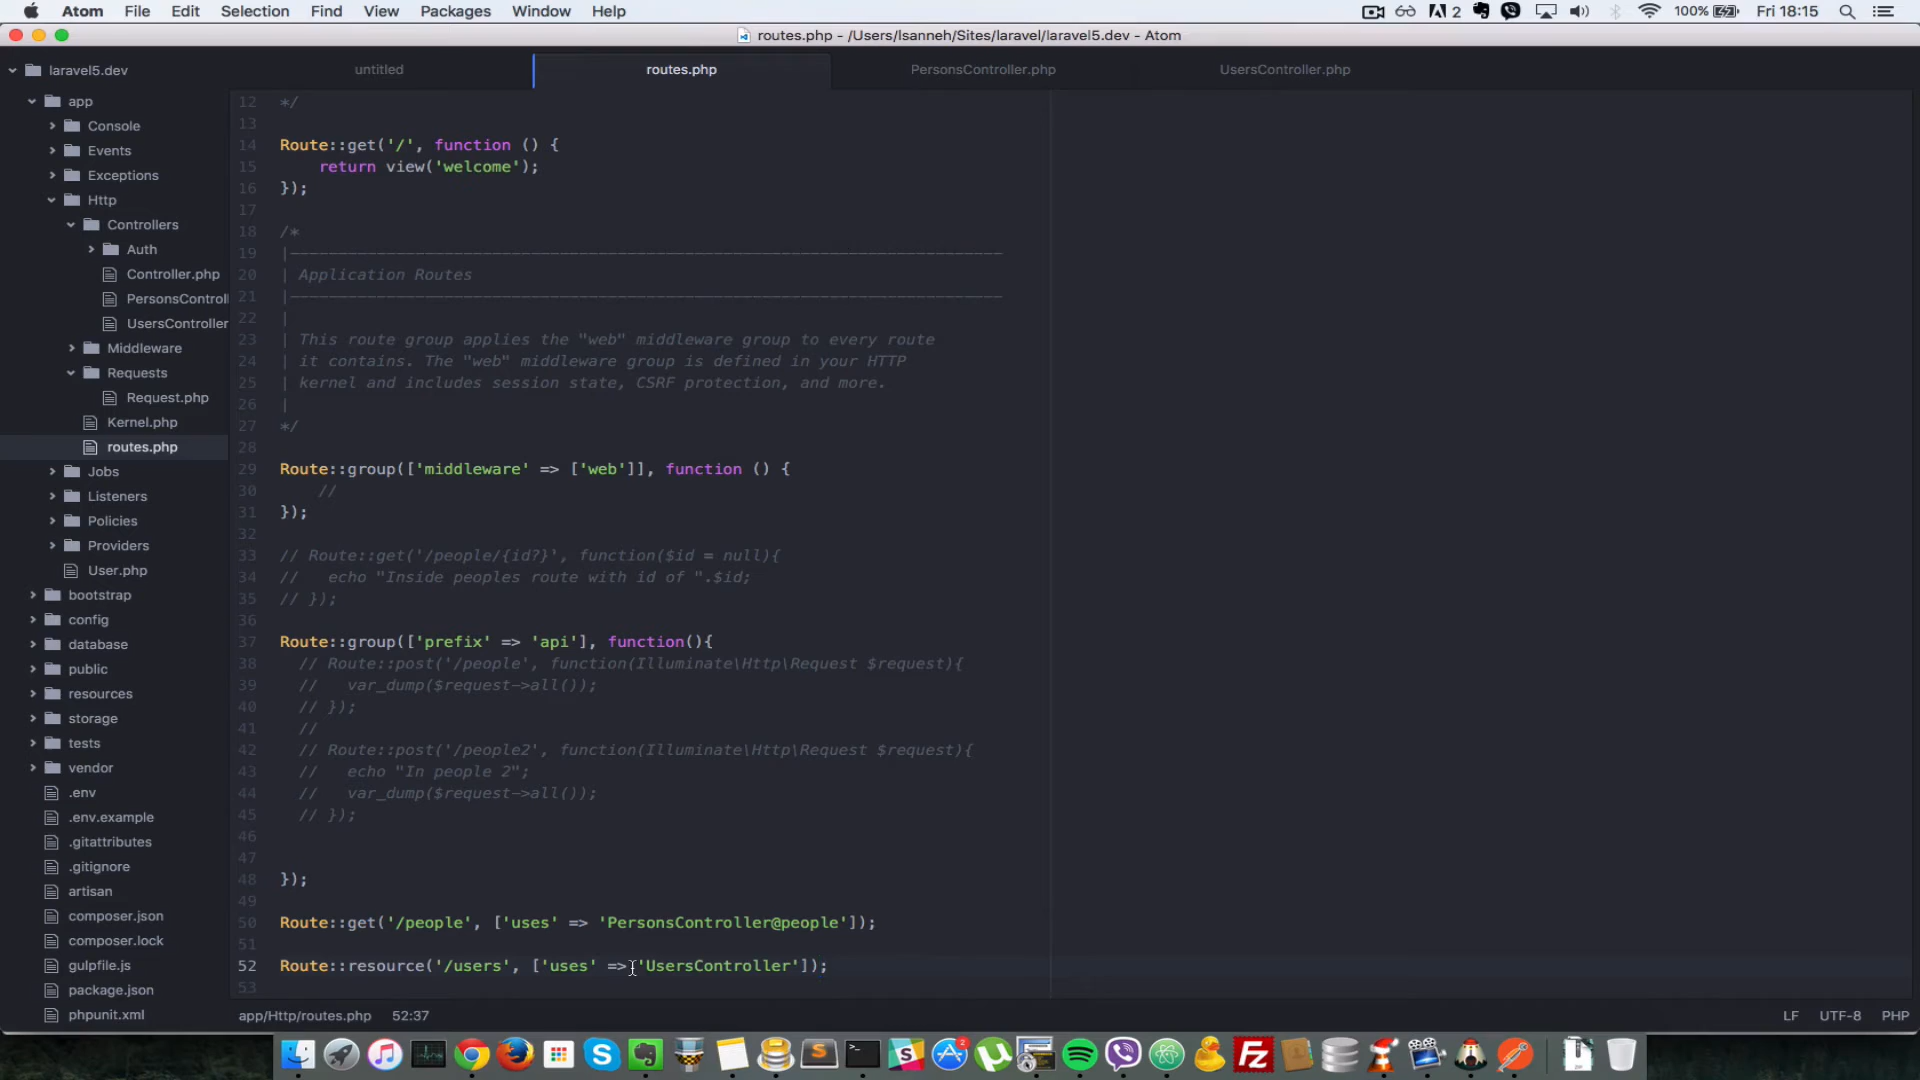 Atom File Edit Selection Find View Packages Window Help 2 100% Fri 18:15
routes.php - /Users/lsanneh/Sites/laravel/laravel5.dev - Atom
laravel5.dev
app
Console
Events
Exceptions
Http
Controllers
Auth
Controller.php
PersonsControll
UsersController
Middleware
Requests
Request.php
Kernel.php
routes.php
Jobs
Listeners
Policies
Providers
User.php
bootstrap
config
database
public
resources
storage
tests
vendor
.env
.env.example
.gitattributes
.gitignore
artisan
composer.json
composer.lock
gulpfile.js
package.json
phpunit.xml
untitled routes.php PersonsController.php UsersController.php
12 */
13
14 Route::get('/', function () {
15 return view('welcome');
16 });
17
18 /*
19 |--------------------------------------------------------------------------
20 | Application Routes
21 |--------------------------------------------------------------------------
22 |
23 | This route group applies the "web" middleware group to every route
24 | it contains. The "web" middleware group is defined in your HTTP
25 | kernel and includes session state, CSRF protection, and more.
26 |
27 */
28
29 Route::group(['middleware' => ['web']], function () {
30 //
31 });
32
33 // Route::get('/people/{id?}', function($id = null){
34 // echo "Inside peoples route with id of ".$id;
35 // });
36
37 Route::group(['prefix' => 'api'], function(){
38 // Route::post('/people', function(Illuminate\Http\Request $request){
39 // var_dump($request->all());
40 // });
41 //
42 // Route::post('/people2', function(Illuminate\Http\Request $request){
43 // echo "In people 2";
44 // var_dump($request->all());
45 // });
46
47
48 });
49
50 Route::get('/people', ['uses' => 'PersonsController@people']);
51
52 Route::resource('/users', ['uses' => 'UsersController']);
53
app/Http/routes.php 52:37 LF UTF-8 PHP